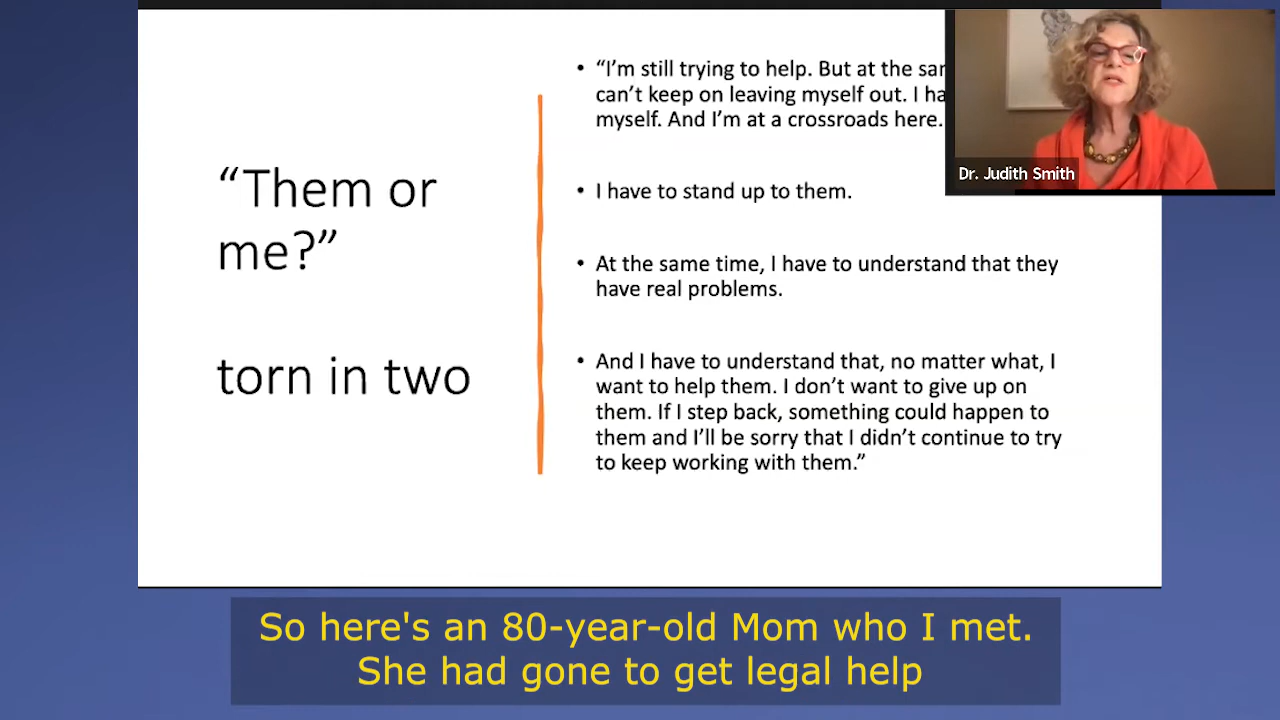 “Them or
me?”
torn in two
• “I’m still trying to help. But at the
can’t keep on leaving myself out. I
myself. And I’m at a crossroads here.
• I have to stand up to them.
• At the same time, I have to understand that they
have real problems.
• And I have to understand that, no matter what, I
want to help them. I don’t want to give up on
them. If I step back, something could happen to
them and I’ll be sorry that I didn’t continue to try
to keep working with them.”
Dr. Judith Smith
So here's an 80-year-old Mom who I met.
She had gone to get legal help